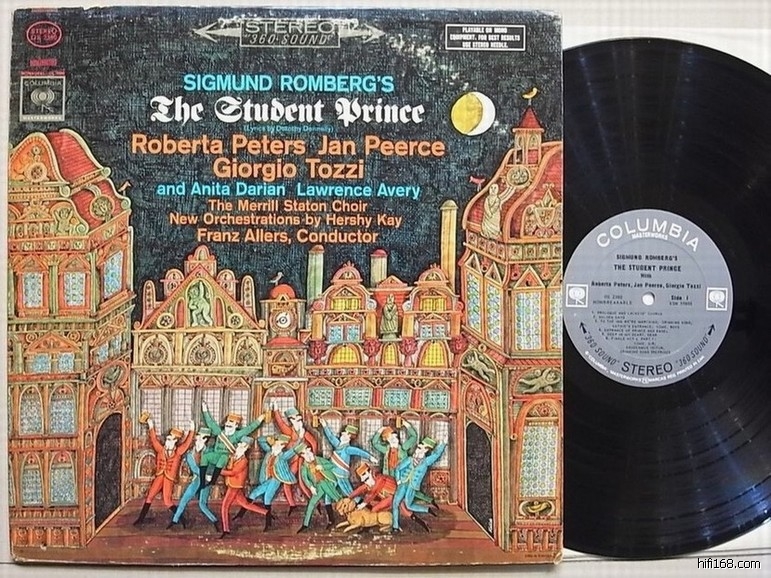 STEREO
STEREO
"360 SOUND"
PLAYABLE ON MONO
EQUIPMENT. FOR BEST RESULTS
USE STEREO NEEDLE.
COLUMBIA
MASTERWORKS
SIGMUND ROMBERG'S
The Student Prince
(Lyrics by Dorothy Donnelly)
Roberta Peters Jan Peerce
Giorgio Tozzi
and Anita Darian Lawrence Avery
The Merrill Staton Choir
New Orchestrations by Hershy Kay
Franz Allers, Conductor
COLUMBIA
MASTERWORKS
SIGMUND ROMBERG'S
THE STUDENT PRINCE
With
Roberta Peters, Jan Peerce, Giorgio Tozzi
NONBREAKABLE
Side 1
"360 SOUND" STEREO "360 SOUND"
hifi168.com